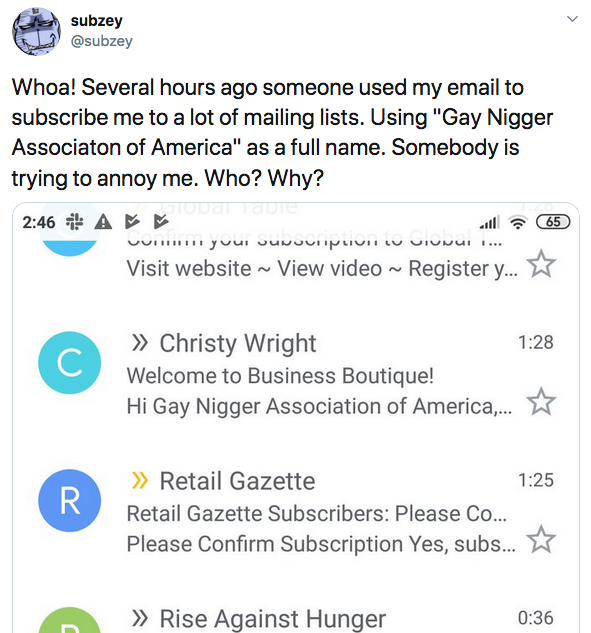 subzey
@subzey
Whoa! Several hours ago someone used my email to
subscribe me to a lot of mailing lists. Using "Gay Nigger
Associaton of America" as a full name. Somebody is
trying to annoy me. Who? Why?
Global Table
2:46
65
Confirm your subscription to Global T...
Visit website ~ View video ~ Register y...
C
Christy Wright
1:28
Welcome to Business Boutique!
Hi Gay Nigger Association of America,...
R
Retail Gazette
1:25
Retail Gazette Subscribers: Please Co...
Please Confirm Subscription Yes, subs...
Rise Against Hunger
0:36